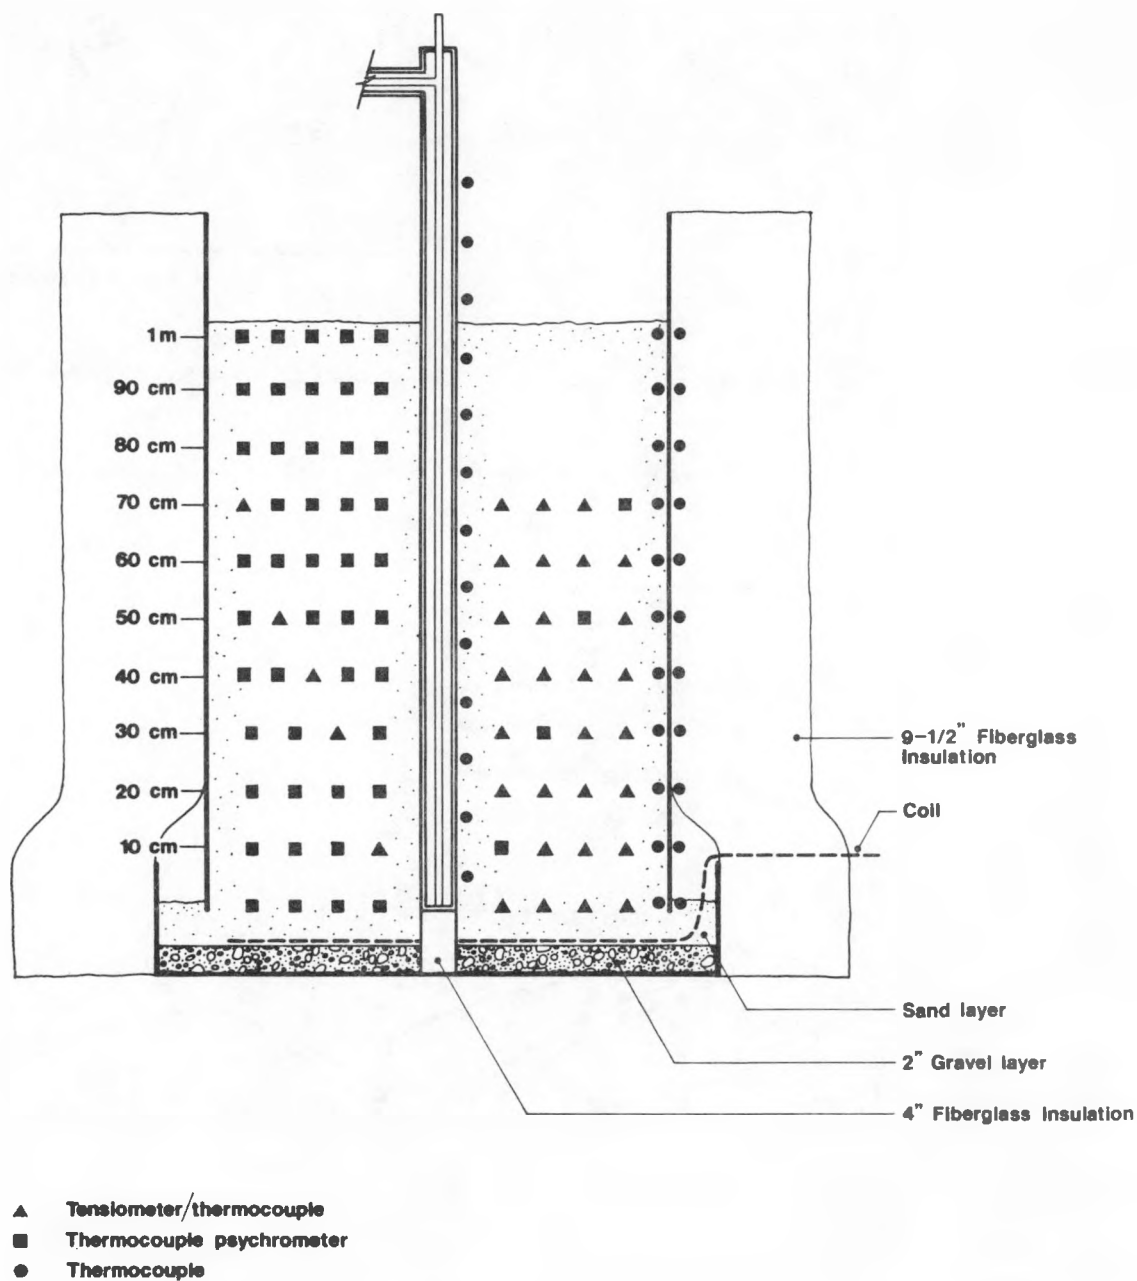 1m
90 cm
80 cm
70 cm
60 cm
50 cm
40 cm
30 cm
20 cm
10 cm
9-1/2" Fiberglass
Insulation
Coil
Sand layer
2" Gravel layer
4" Fiberglass Insulation
Tensiometer/thermocouple
Thermocouple psychrometer
Thermocouple